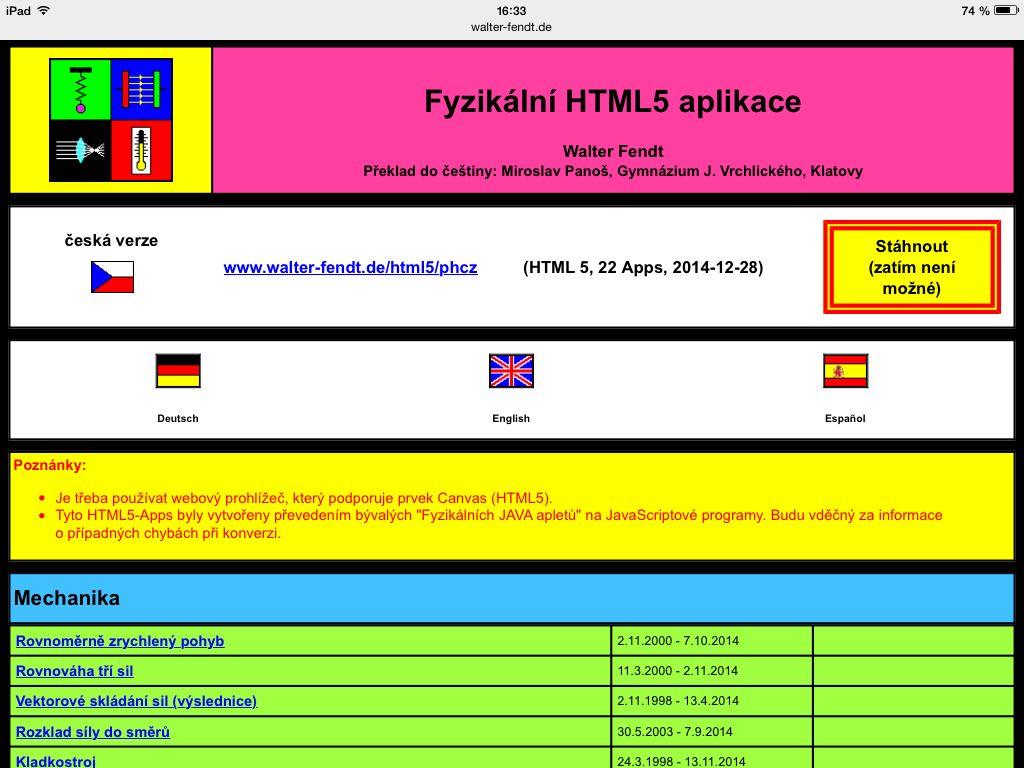 iPad 16:33 74 %
walter-fendt.de
Fyzikální HTML5 aplikace
Walter Fendt
Překlad do češtiny: Miroslav Panoš, Gymnázium J. Vrchlického, Klatovy
česká verze
www.walter-fendt.de/html5/phcz
(HTML 5, 22 Apps, 2014-12-28)
Stáhnout
(zatím není
možné)
Deutsch
English
Español
Poznánky:
Je třeba používat webový prohlížeč, který podporuje prvek Canvas (HTML5).
Tyto HTML5-Apps byly vytvořeny převedením bývalých "Fyzikálních JAVA apletů" na JavaScriptové programy. Budu vděčný za informace
o případných chybách při konverzi.
Mechanika
Rovnoměrně zrychlený pohyb 2.11.2000 - 7.10.2014
Rovnováha tří sil 11.3.2000 - 2.11.2014
Vektorové skládání sil (výslednice) 2.11.1998 - 13.4.2014
Rozklad síly do směrů 30.5.2003 - 7.9.2014
Kladkostroj 24.3.1998 - 13.11.2014